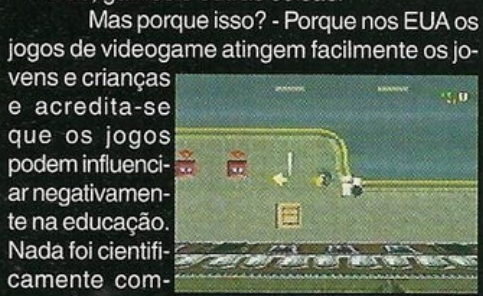 Mas porque isso? - Porque nos EUA os
jogos de videogame atingem facilmente os jo-
vens e crianças
e acredita-se
que os jogos
podem influenci-
ar negativamen-
te na educação.
Nada foi cientifi-
camente com-